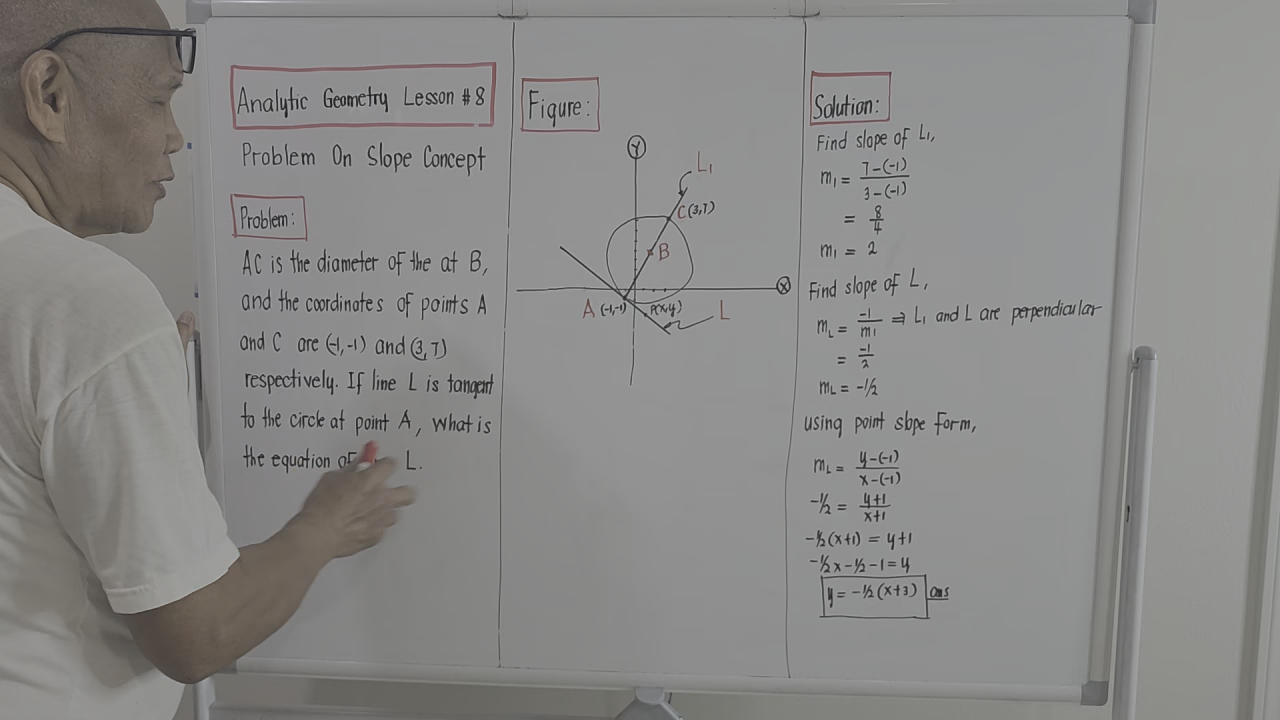 Analytic Geometry Lesson #8
Problem On Slope Concept
Problem:
AC is the diameter of the at B,
and the coordinates of points A
and C are (-1,-1) and (3,7)
respectively. If line L is tangent
to the circle at point A, what is
the equation of L.
Figure:
Y
L₁
C (3,7)
B
X
A (-1,-1)
P(x,y)
L
Solution:
Find slope of L₁,
m₁ = 7-(-1) / 3-(-1)
= 8/4
m₁ = 2
Find slope of L,
mL = -1/m₁ ⇒ L₁ and L are perpendicular
= -1/2
mL = -1/2
using point slope form,
mL = y-(-1) / x-(-1)
-1/2 = y+1 / x+1
-1/2(x+1) = y+1
-1/2x-1/2-1=y
y = -1/2(x+3) ans